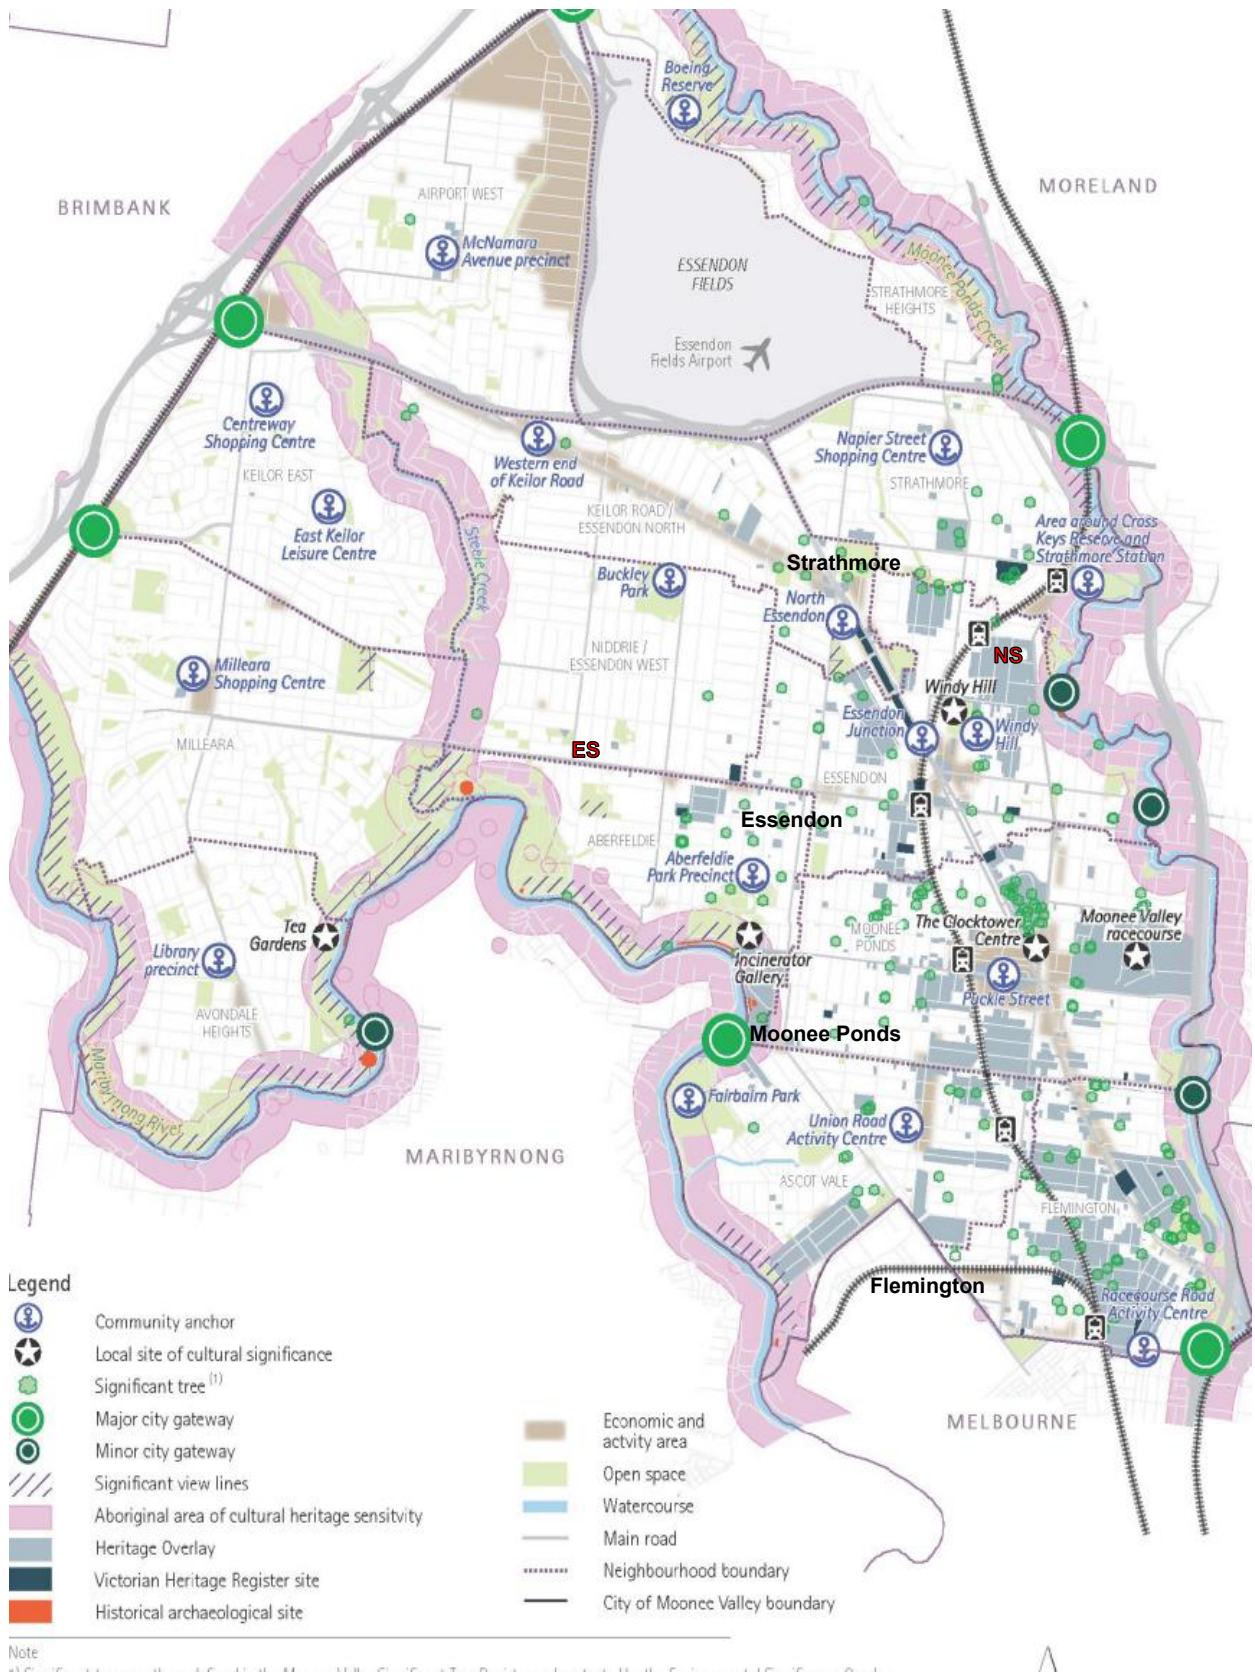 Boeing
Reserve
MORELAND
BRIMBANK
AIRPORT WEST
McNamara
Avenue precinct
ESSENDON
FIELDS
Moonee Ponds Creek
STRATHMORE
HEIGHTS
Essendon
Fields Airport
Centreway
Shopping Centre
KEILOR EAST
Western end
of Keilor Road
Napier Street
Shopping Centre
STRATHMORE
East Keilor
Leisure Centre
KEILOR ROAD /
ESSENDON NORTH
Area around Cross
Keys Reserve and
Strathmore Station
Steele Creek
Strathmore
Buckley
Park
North
Essendon
NIDDRIE /
ESSENDON WEST
NS
Milleara
Shopping Centre
Windy Hill
Essendon
Junction
Windy
Hill
MILLEARA
ES
ESSENDON
Essendon
ABERFELDIE
Aberfeldie
Park Precinct
Tea
Gardens
MOONEE
PONDS
The Clocktower
Centre
Moonee Valley
racecourse
Library
precinct
Incinerator
Gallery
Puckle Street
AVONDALE
HEIGHTS
Moonee Ponds
Maribyrnong River
Fairbairn Park
Union Road
Activity Centre
MARIBYRNONG
ASCOT VALE
FLEMINGTON
Flemington
Racecourse Road
Activity Centre
MELBOURNE
Legend
Community anchor
Local site of cultural significance
Significant tree (1)
Major city gateway
Minor city gateway
Significant view lines
Aboriginal area of cultural heritage sensitvity
Heritage Overlay
Victorian Heritage Register site
Historical archaeological site
Economic and
actvity area
Open space
Watercourse
Main road
Neighbourhood boundary
City of Moonee Valley boundary
Note